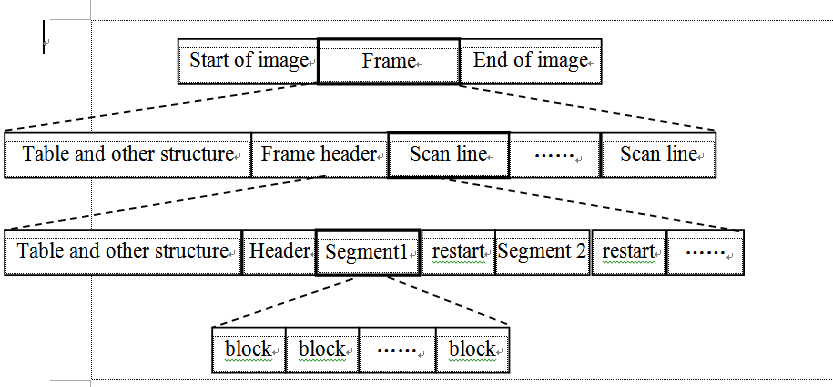 Start of image Frame End of image
Table and other structure Frame header Scan line …… Scan line
Table and other structure Header Segment1 restart Segment 2 restart ……
block block …… block